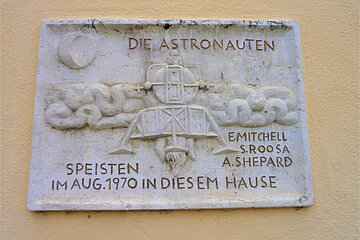 DIE ASTRONAUTEN
E.MITCHELL
S.ROOSA
A.SHEPARD
SPEISTEN
IM AUG.1970 IN DIESEM HAUSE